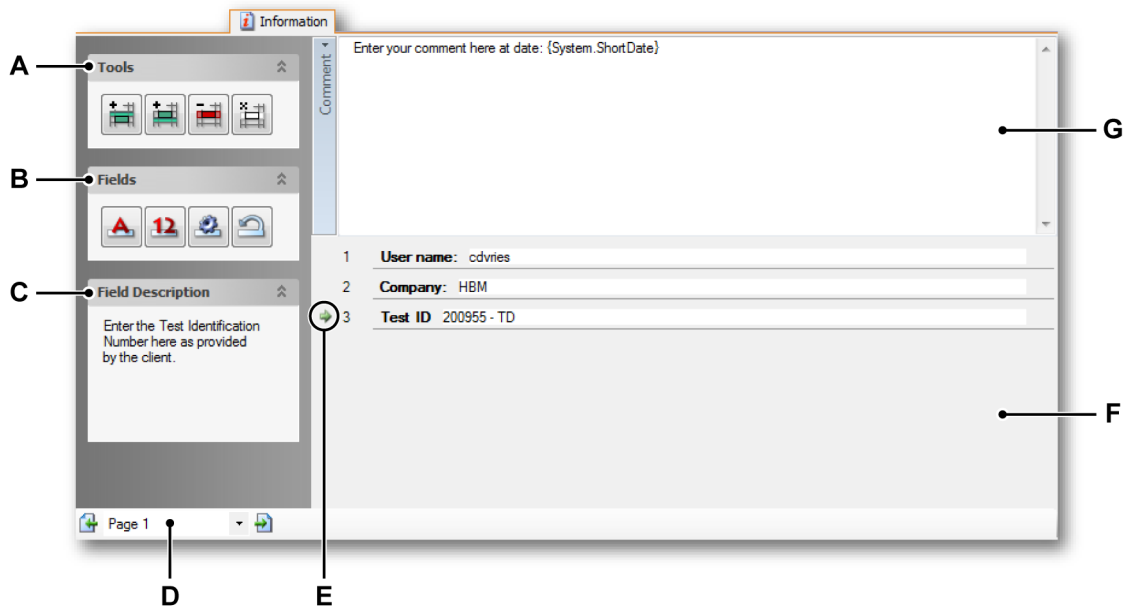 Information
A
Tools
Comment
Enter your comment here at date: {System.ShortDate}
G
B
Fields
A 12
1 User name: cdvries
2 Company: HBM
C
Field Description
3 Test ID 200955 - TD
Enter the Test Identification
Number here as provided
by the client.
F
Page 1
D
E